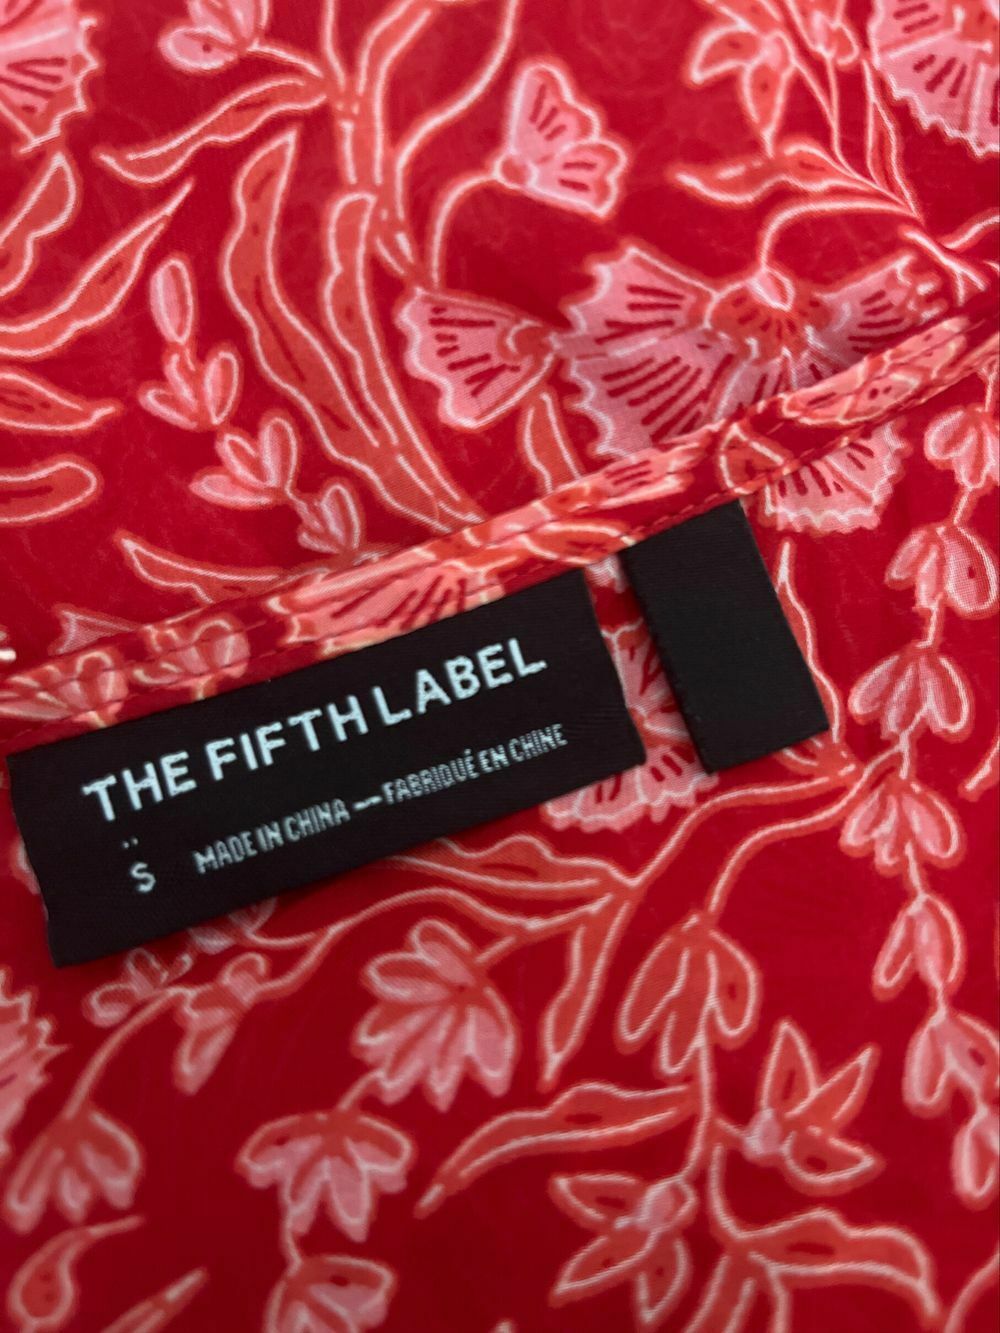 THE FIFTH LABEL
S MADE IN CHINA — FABRIQUÉ EN CHINE